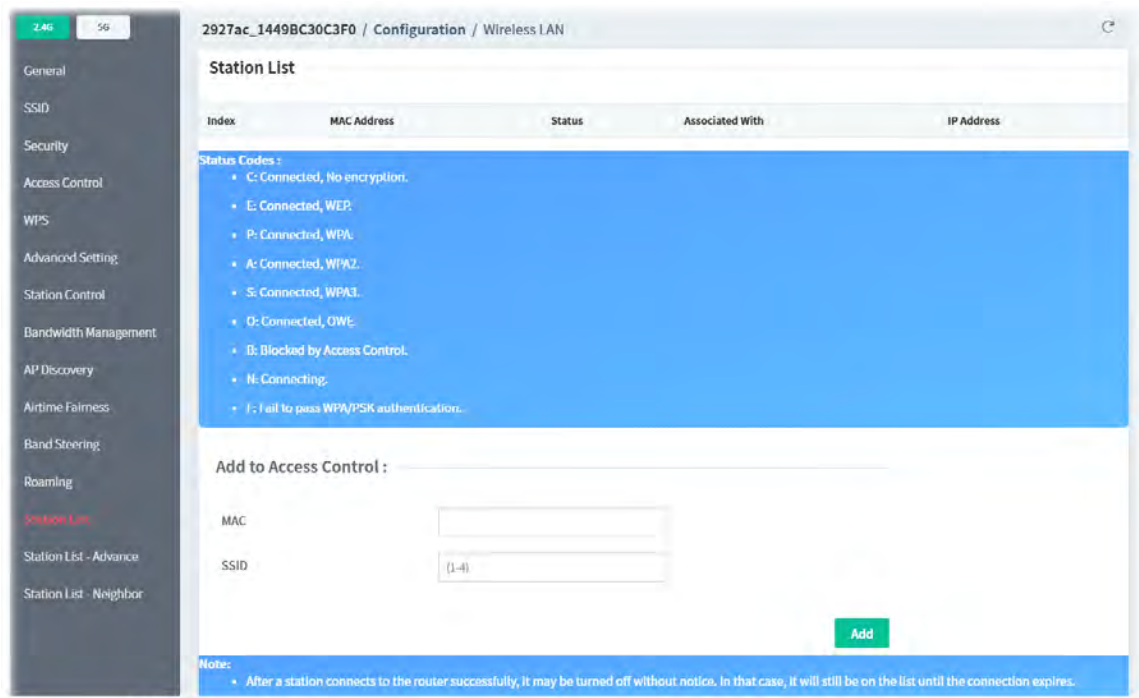 2.4G 5G
2927ac_1449BC30C3F0 / Configuration / Wireless LAN
General
SSID
Security
Access Control
WPS
Advanced Setting
Station Control
Bandwidth Management
AP Discovery
Airtime Fairness
Band Steering
Roaming
Station List
Station List - Advance
Station List - Neighbor
Station List
Index MAC Address Status Associated With IP Address
Status Codes :
• C: Connected, No encryption.
• E: Connected, WEP.
• P: Connected, WPA.
• A: Connected, WPA2.
• S: Connected, WPA3.
• O: Connected, OWE.
• B: Blocked by Access Control.
• N: Connecting.
• F: Fail to pass WPA/PSK authentication.
Add to Access Control :
MAC
SSID (1-4)
Add
Note:
• After a station connects to the router successfully, it may be turned off without notice. In that case, it will still be on the list until the connection expires.